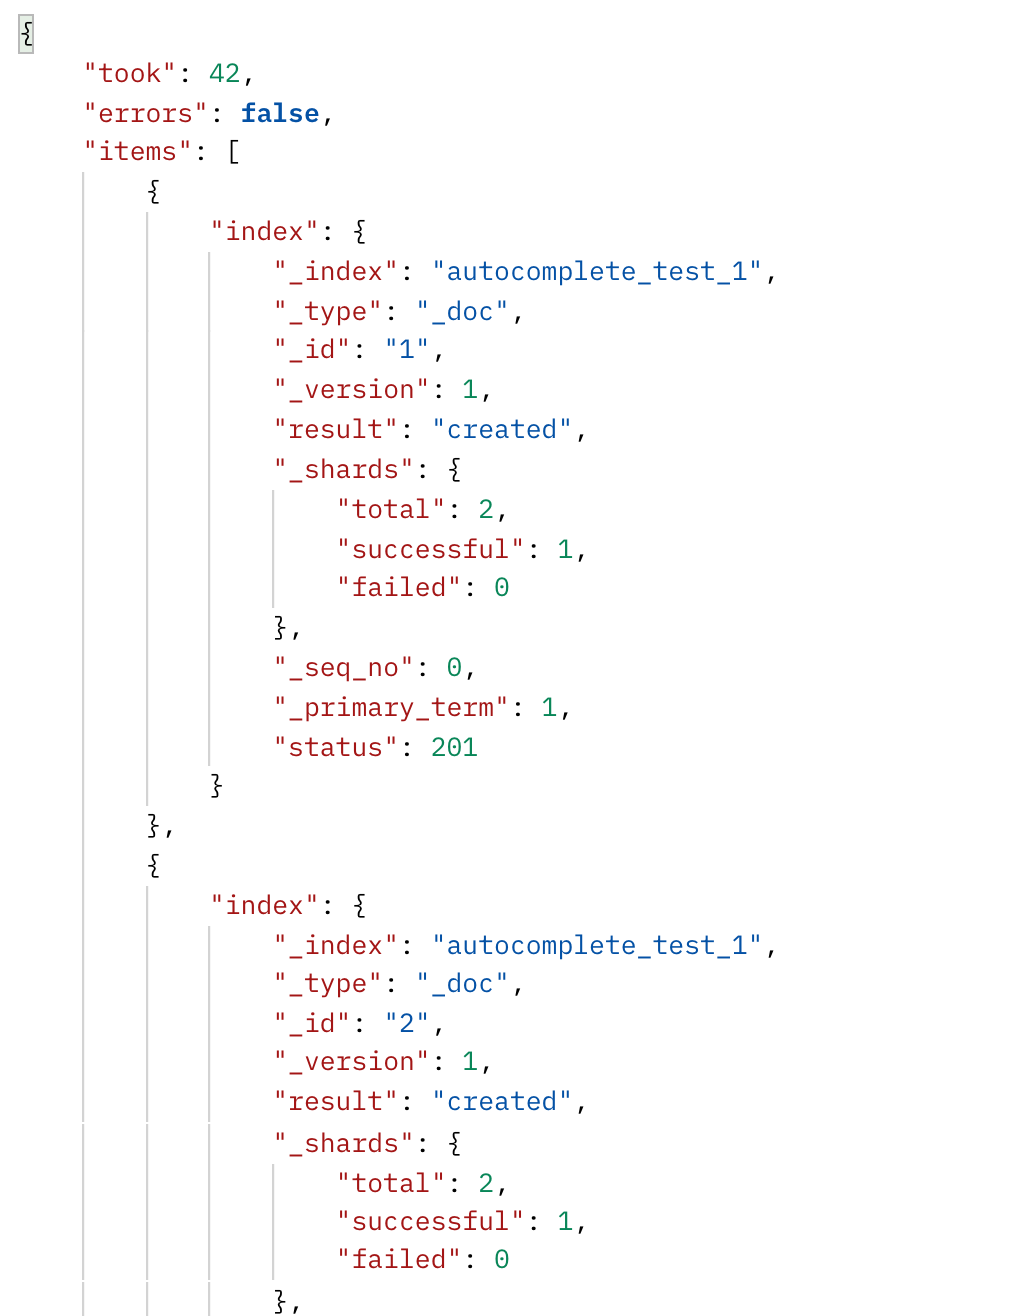 {
    "took": 42,
    "errors": false,
    "items": [
        {
            "index": {
                "_index": "autocomplete_test_1",
                "_type": "_doc",
                "_id": "1",
                "_version": 1,
                "result": "created",
                "_shards": {
                    "total": 2,
                    "successful": 1,
                    "failed": 0
                },
                "_seq_no": 0,
                "_primary_term": 1,
                "status": 201
            }
        },
        {
            "index": {
                "_index": "autocomplete_test_1",
                "_type": "_doc",
                "_id": "2",
                "_version": 1,
                "result": "created",
                "_shards": {
                    "total": 2,
                    "successful": 1,
                    "failed": 0
                },